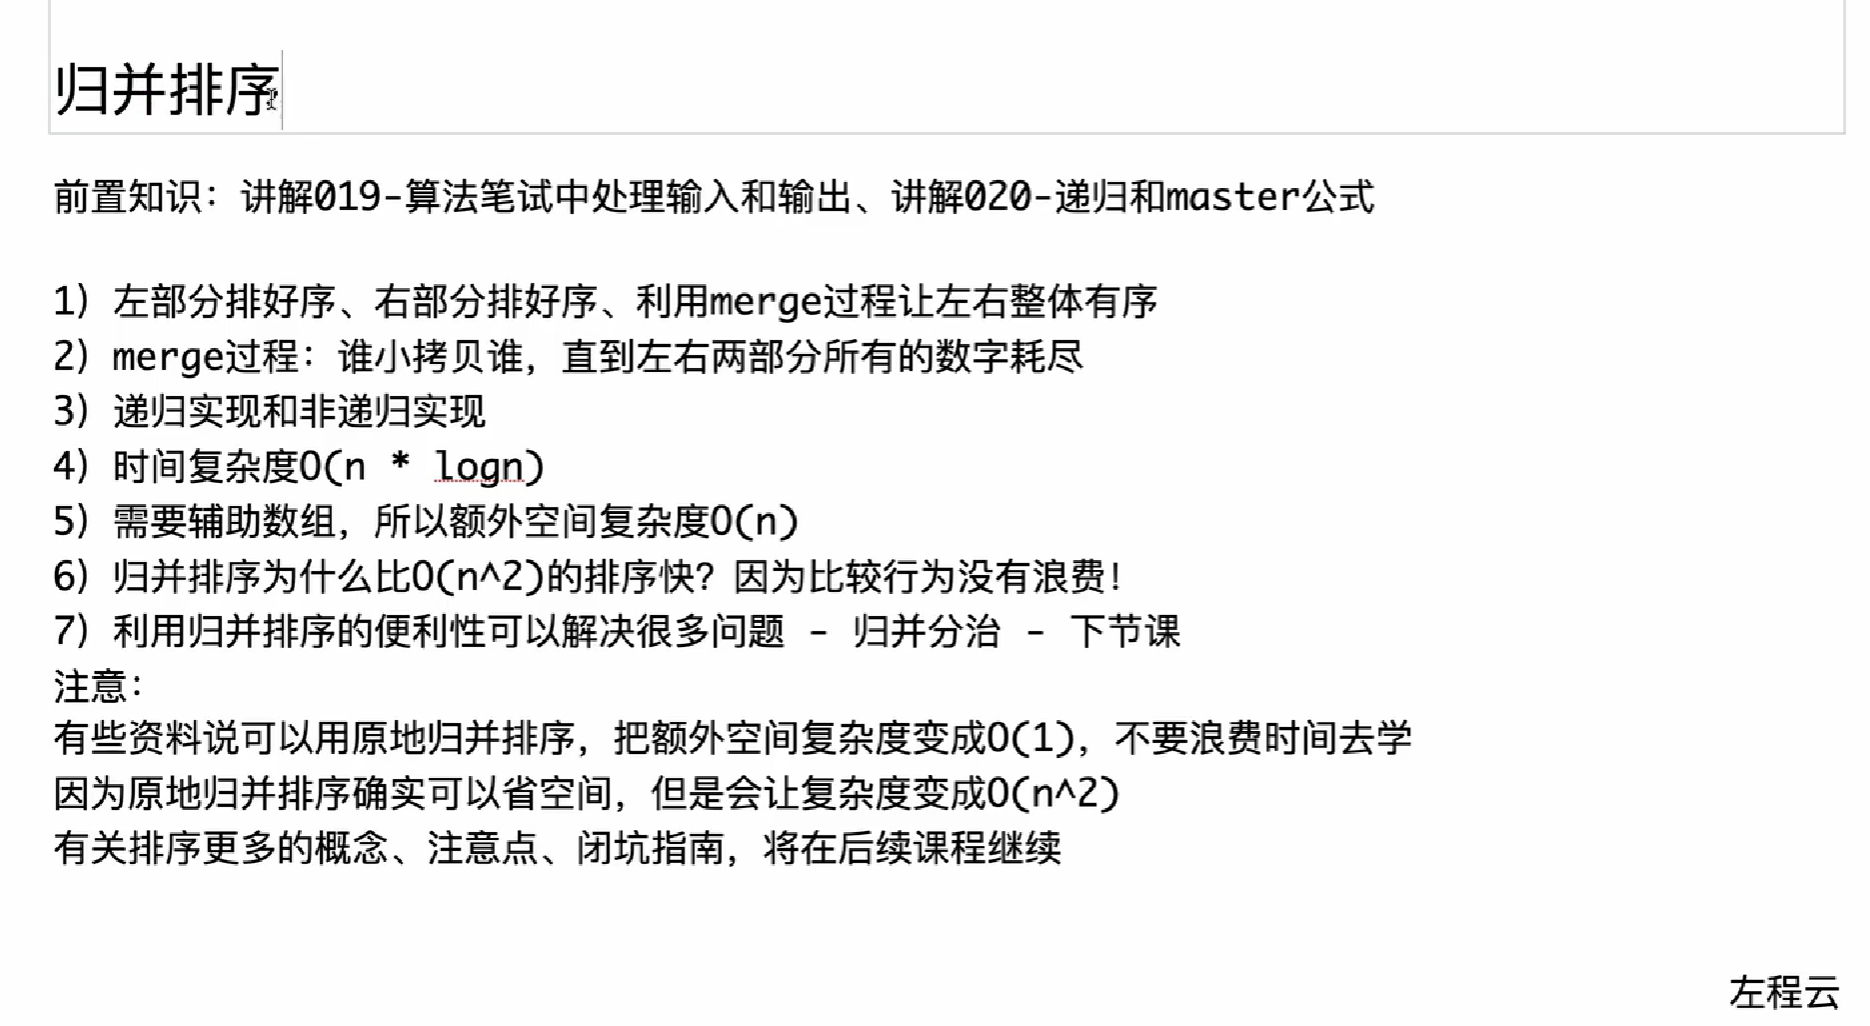 归并排序
前置知识：讲解019-算法笔试中处理输入和输出、讲解020-递归和master公式
1) 左部分排好序、右部分排好序、利用merge过程让左右整体有序
2) merge过程：谁小拷贝谁，直到左右两部分所有的数字耗尽
3) 递归实现和非递归实现
4) 时间复杂度O(n * logn)
5) 需要辅助数组，所以额外空间复杂度O(n)
6) 归并排序为什么比O(n^2)的排序快？因为比较行为没有浪费！
7) 利用归并排序的便利性可以解决很多问题 - 归并分治 - 下节课
注意：
有些资料说可以用原地归并排序，把额外空间复杂度变成O(1)，不要浪费时间去学
因为原地归并排序确实可以省空间，但是会让复杂度变成O(n^2)
有关排序更多的概念、注意点、闭坑指南，将在后续课程继续
左程云